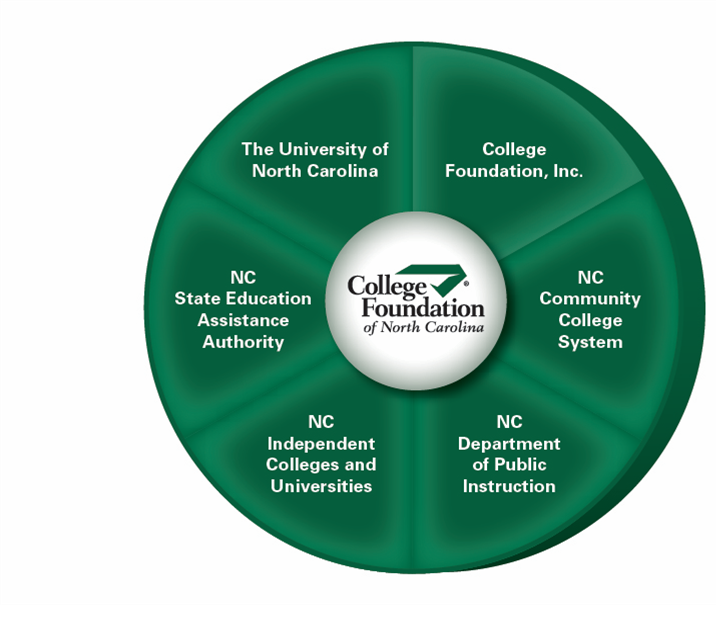 The University of
North Carolina
College
Foundation, Inc.
NC
State Education
Assistance
Authority
College ®
Foundation
of North Carolina
NC
Community
College
System
NC
Independent
Colleges and
Universities
NC
Department
of Public
Instruction